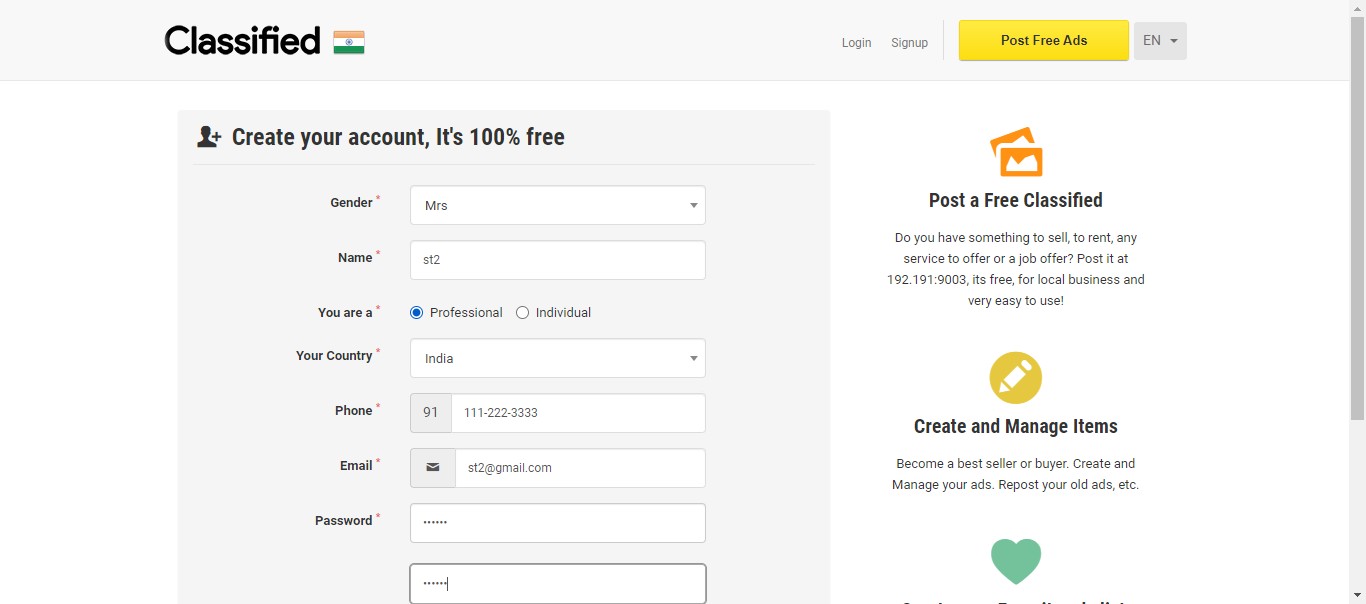 Classified
Login
Signup
Post Free Ads
EN
Create your account, It's 100% free
Gender *
Mrs
Name *
st2
You are a *
Professional
Individual
Your Country *
India
Phone *
91
111-222-3333
Email *
st2@gmail.com
Password *
••••••
••••••
Post a Free Classified
Do you have something to sell, to rent, any
service to offer or a job offer? Post it at
192.191:9003, its free, for local business and
very easy to use!
Create and Manage Items
Become a best seller or buyer. Create and
Manage your ads. Repost your old ads, etc.